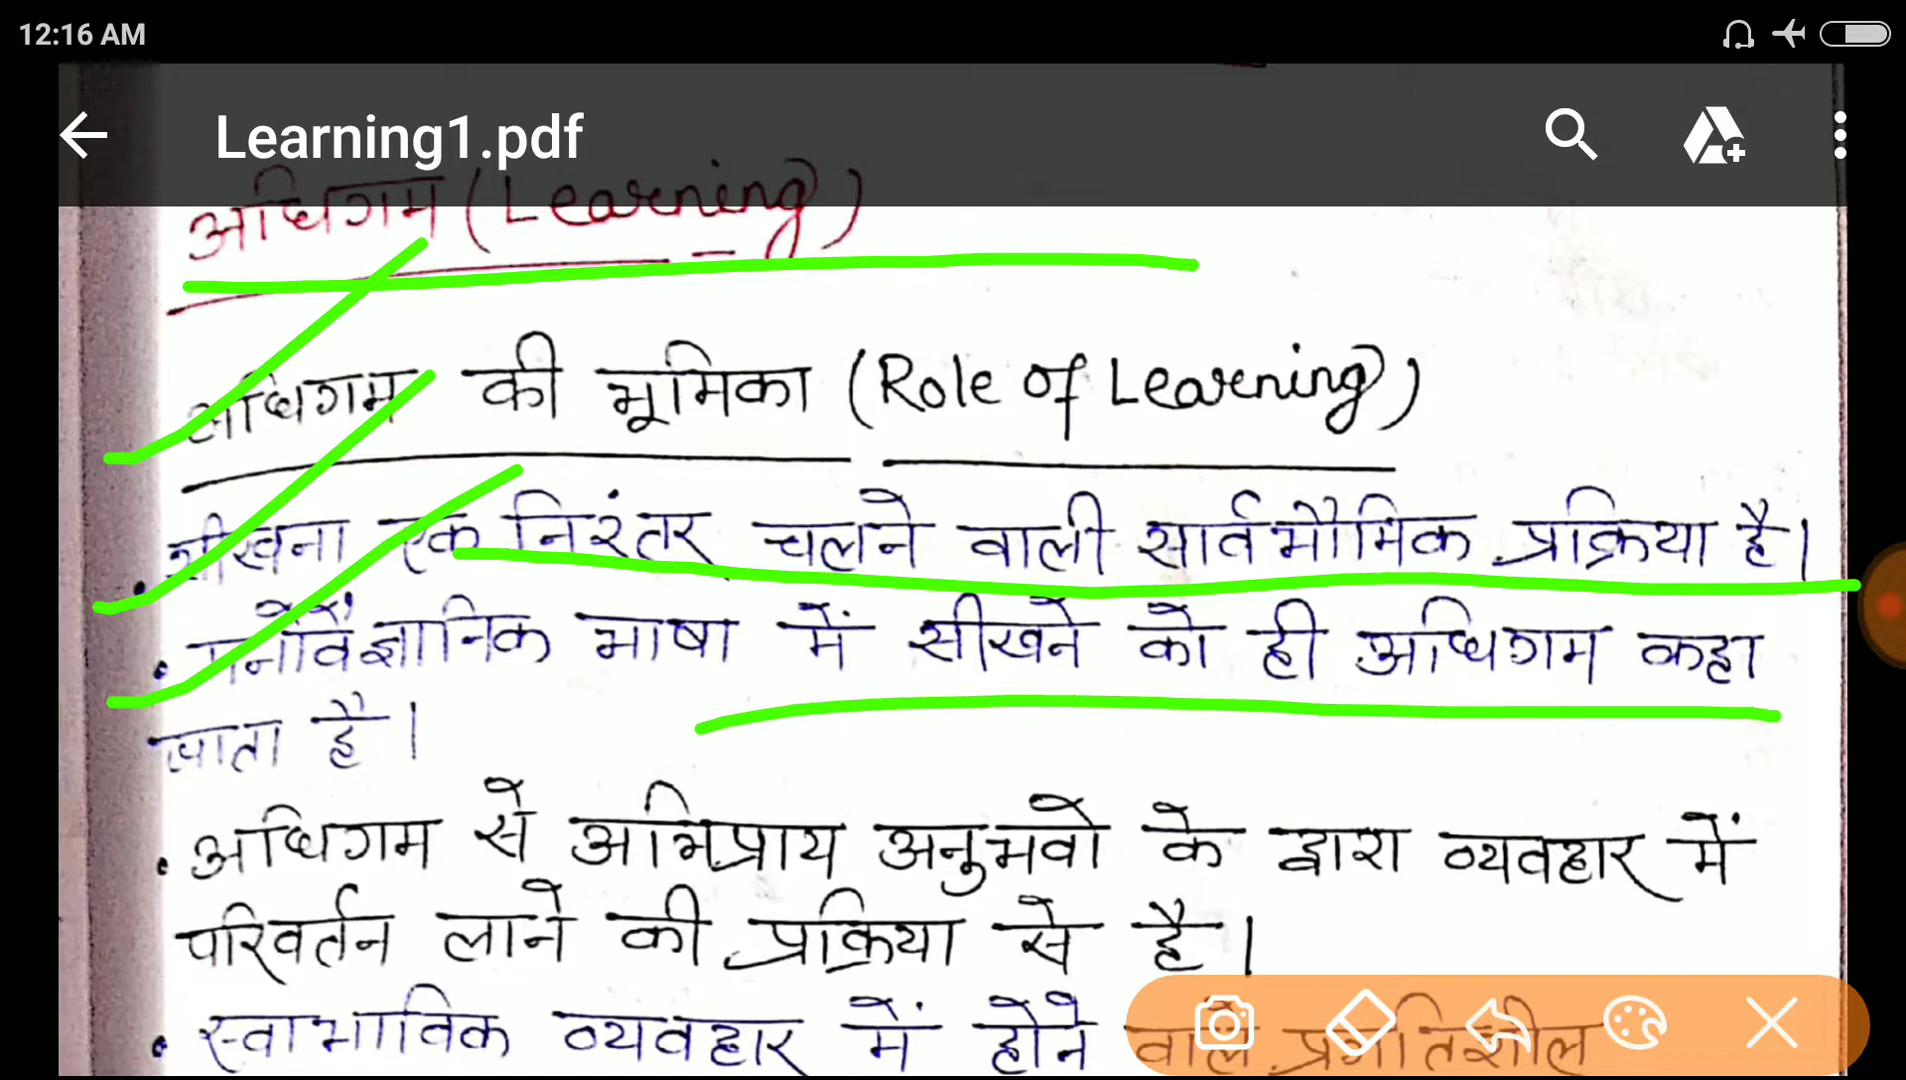 12:16 AM
Learning1.pdf
अधिगम (Learning)
अधिगम की भूमिका (Role of Learning)
• सीखना एक निरंतर चलने वाली सार्वभौमिक प्रक्रिया है।
• मनोवैज्ञानिक भाषा में सीखने को ही अधिगम कहा
जाता है।
• अधिगम से अभिप्राय अनुभवो के द्वारा व्यवहार में
परिवर्तन लाने की प्रक्रिया से है।
• स्वाभाविक व्यवहार में होने वाले प्रगतिशील